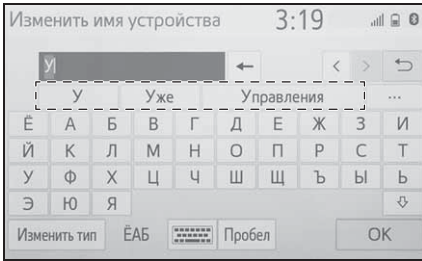 Изменить имя устройства 3:19
У
У Уже Управления ...
Ё А Б В Г Д Е Ж З И
Й К Л М Н О П Р С Т
У Ф Х Ц Ч Ш Щ Ъ Ы Ь
Э Ю Я
Изменить тип ЁАБ Пробел OK